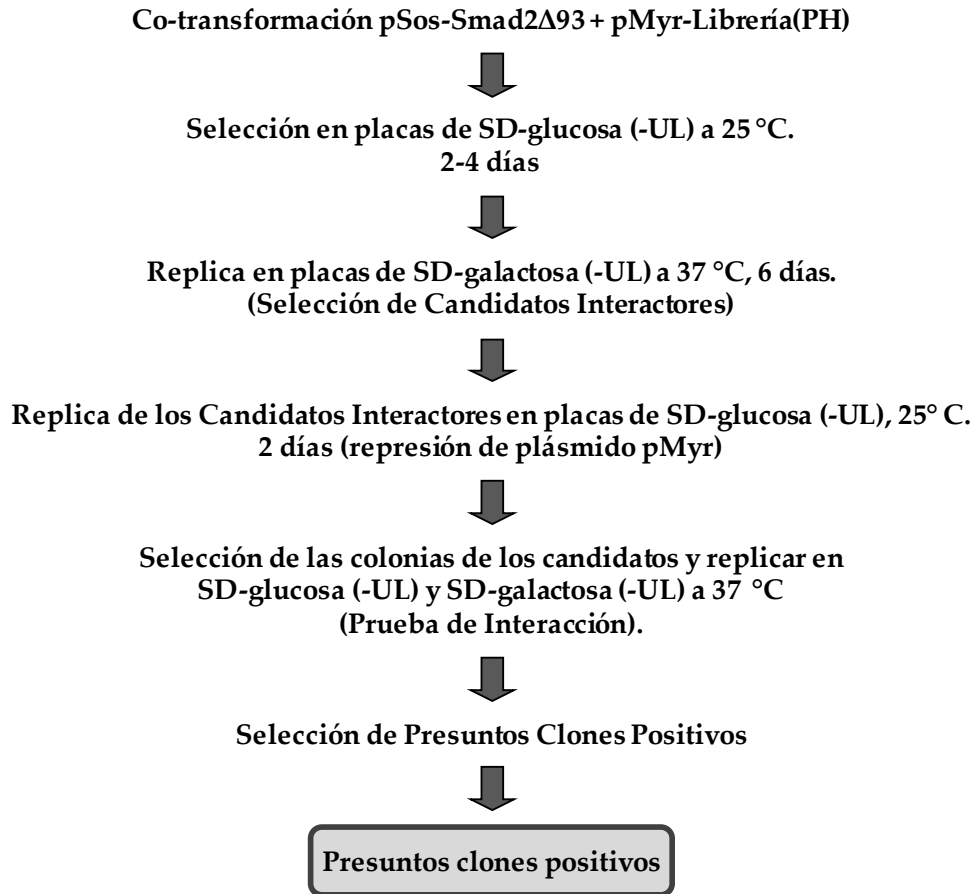 Co-transformación pSos-Smad2Δ93 + pMyr-Librería(PH)
Selección en placas de SD-glucosa (-UL) a 25 °C.
2-4 días
Replica en placas de SD-galactosa (-UL) a 37 °C, 6 días.
(Selección de Candidatos Interactores)
Replica de los Candidatos Interactores en placas de SD-glucosa (-UL), 25° C.
2 días (represión de plásmido pMyr)
Selección de las colonias de los candidatos y replicar en
SD-glucosa (-UL) y SD-galactosa (-UL) a 37 °C
(Prueba de Interacción).
Selección de Presuntos Clones Positivos
Presuntos clones positivos